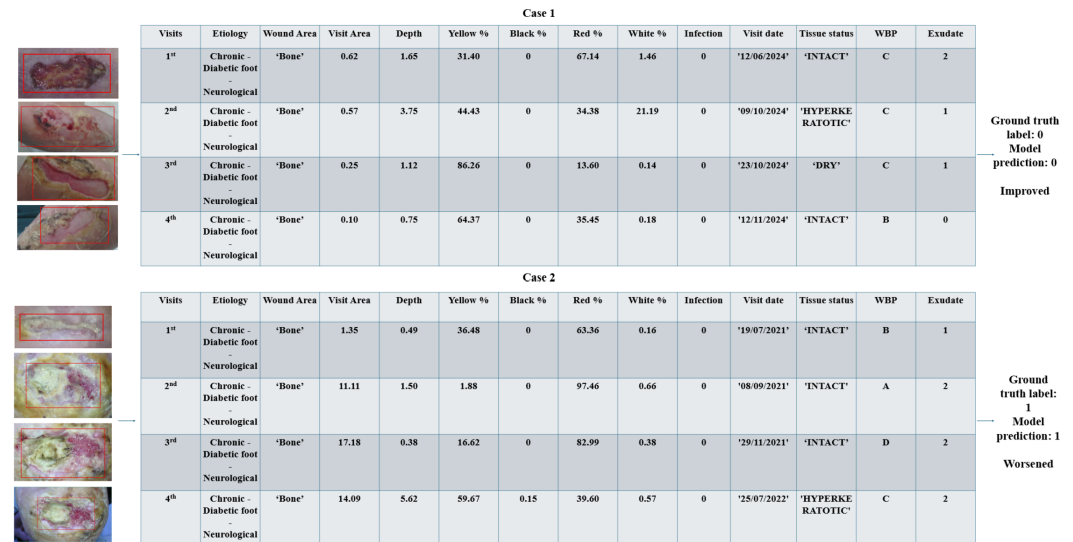 Case 1
Visits Etiology Wound Area Visit Area Depth Yellow % Black % Red % White % Infection Visit date Tissue status WBP Exudate
1st Chronic - Diabetic foot - Neurological ‘Bone’ 0.62 1.65 31.40 0 67.14 1.46 0 '12/06/2024' ‘INTACT’ C 2
2nd Chronic - Diabetic foot - Neurological ‘Bone’ 0.57 3.75 44.43 0 34.38 21.19 0 '09/10/2024' 'HYPERKE RATOTIC' C 1
3rd Chronic - Diabetic foot - Neurological ‘Bone’ 0.25 1.12 86.26 0 13.60 0.14 0 '23/10/2024' ‘DRY’ C 1
4th Chronic - Diabetic foot - Neurological ‘Bone’ 0.10 0.75 64.37 0 35.45 0.18 0 '12/11/2024' ‘INTACT’ B 0
Ground truth
label: 0
Model
prediction: 0
Improved
Case 2
Visits Etiology Wound Area Visit Area Depth Yellow % Black % Red % White % Infection Visit date Tissue status WBP Exudate
1st Chronic - Diabetic foot - Neurological ‘Bone’ 1.35 0.49 36.48 0 63.36 0.16 0 '19/07/2021' ‘INTACT’ B 1
2nd Chronic - Diabetic foot - Neurological ‘Bone’ 11.11 1.50 1.88 0 97.46 0.66 0 '08/09/2021' ‘INTACT’ A 2
3rd Chronic - Diabetic foot - Neurological ‘Bone’ 17.18 0.38 16.62 0 82.99 0.38 0 '29/11/2021' ‘INTACT’ D 2
4th Chronic - Diabetic foot - Neurological ‘Bone’ 14.09 5.62 59.67 0.15 39.60 0.57 0 '25/07/2022' 'HYPERKE RATOTIC' C 2
Ground
truth label:
1
Model
prediction: 1
Worsened